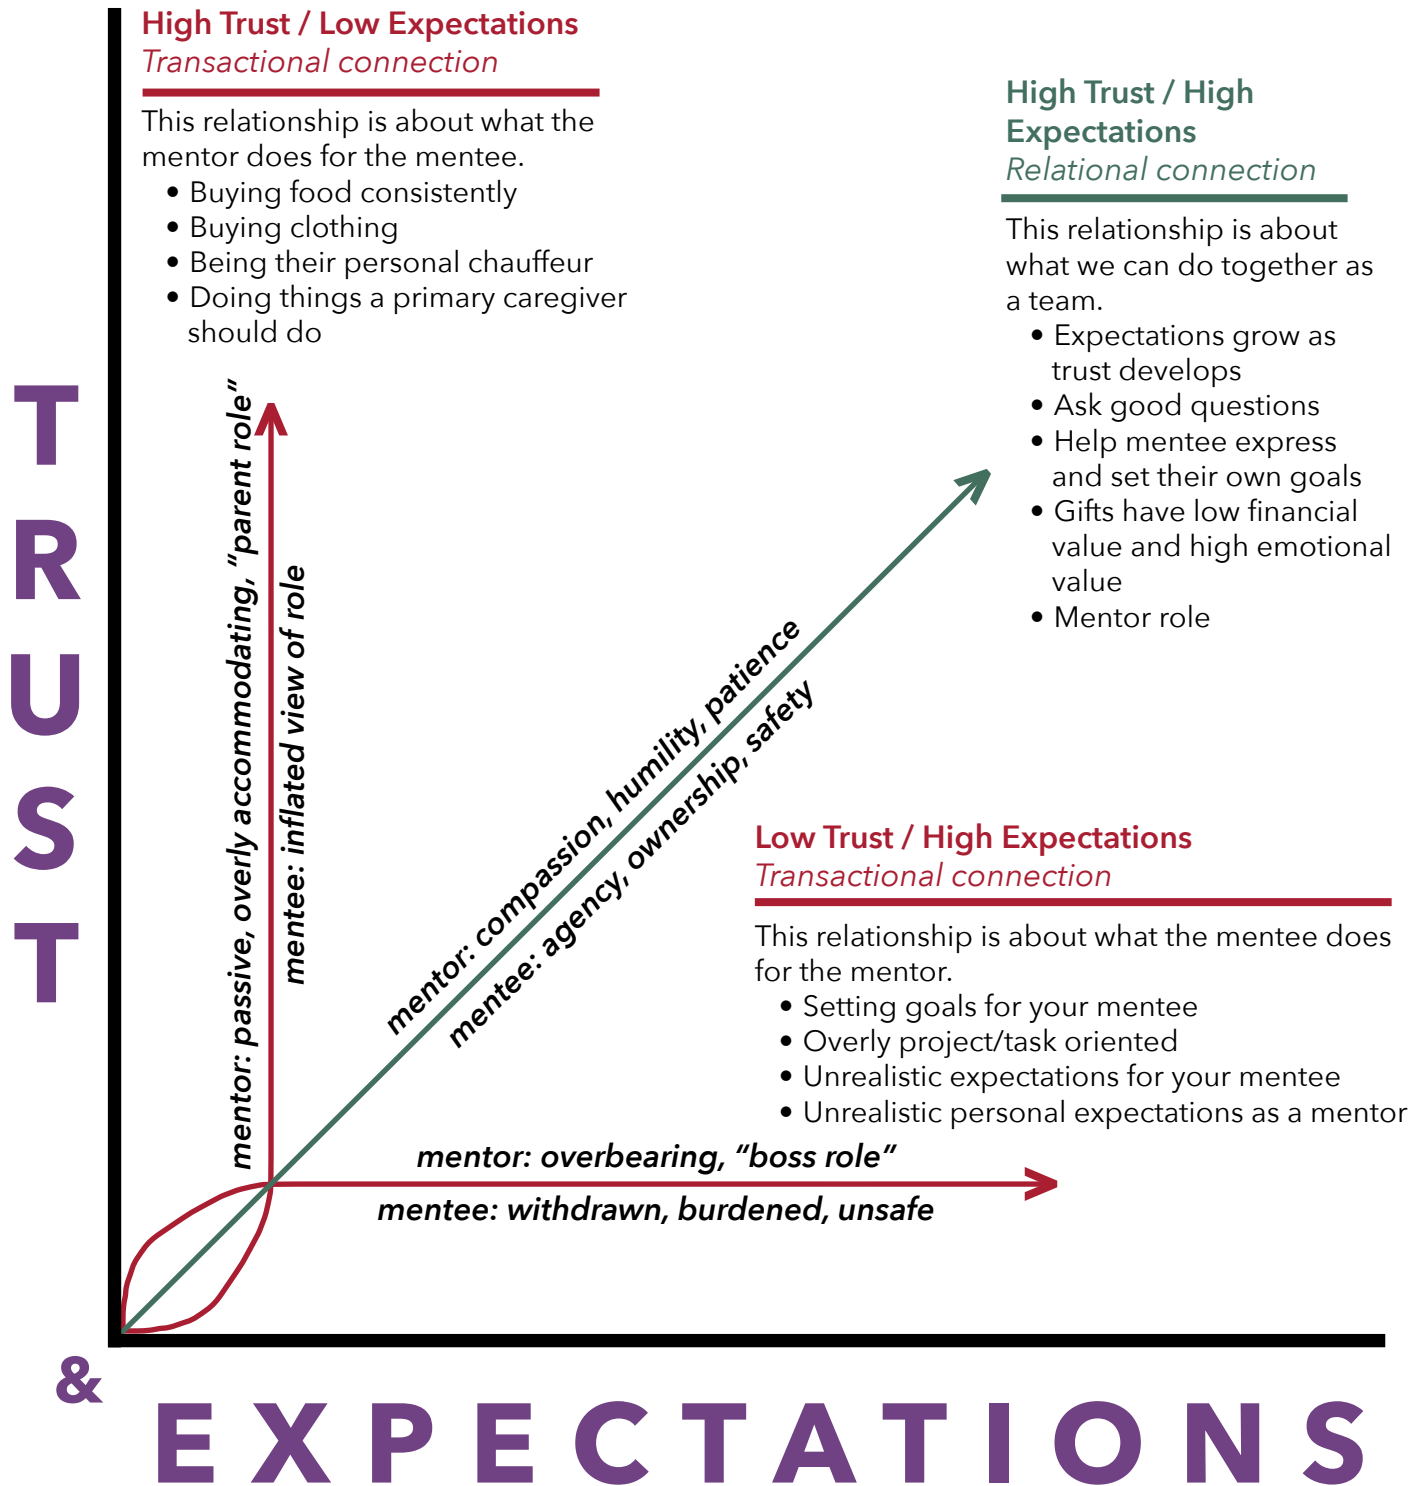 High Trust / Low Expectations
Transactional connection
This relationship is about what the
mentor does for the mentee.
• Buying food consistently
• Buying clothing
• Being their personal chauffeur
• Doing things a primary caregiver
should do
High Trust / High
Expectations
Relational connection
This relationship is about
what we can do together as
a team.
• Expectations grow as
trust develops
• Ask good questions
• Help mentee express
and set their own goals
• Gifts have low financial
value and high emotional
value
• Mentor role
TRUST
mentor: passive, overly accommodating, “parent role”
mentee: inflated view of role
mentor: compassion, humility, patience
mentee: agency, ownership, safety
Low Trust / High Expectations
Transactional connection
This relationship is about what the mentee does
for the mentor.
• Setting goals for your mentee
• Overly project/task oriented
• Unrealistic expectations for your mentee
• Unrealistic personal expectations as a mentor
mentor: overbearing, “boss role”
mentee: withdrawn, burdened, unsafe
&
EXPECTATIONS